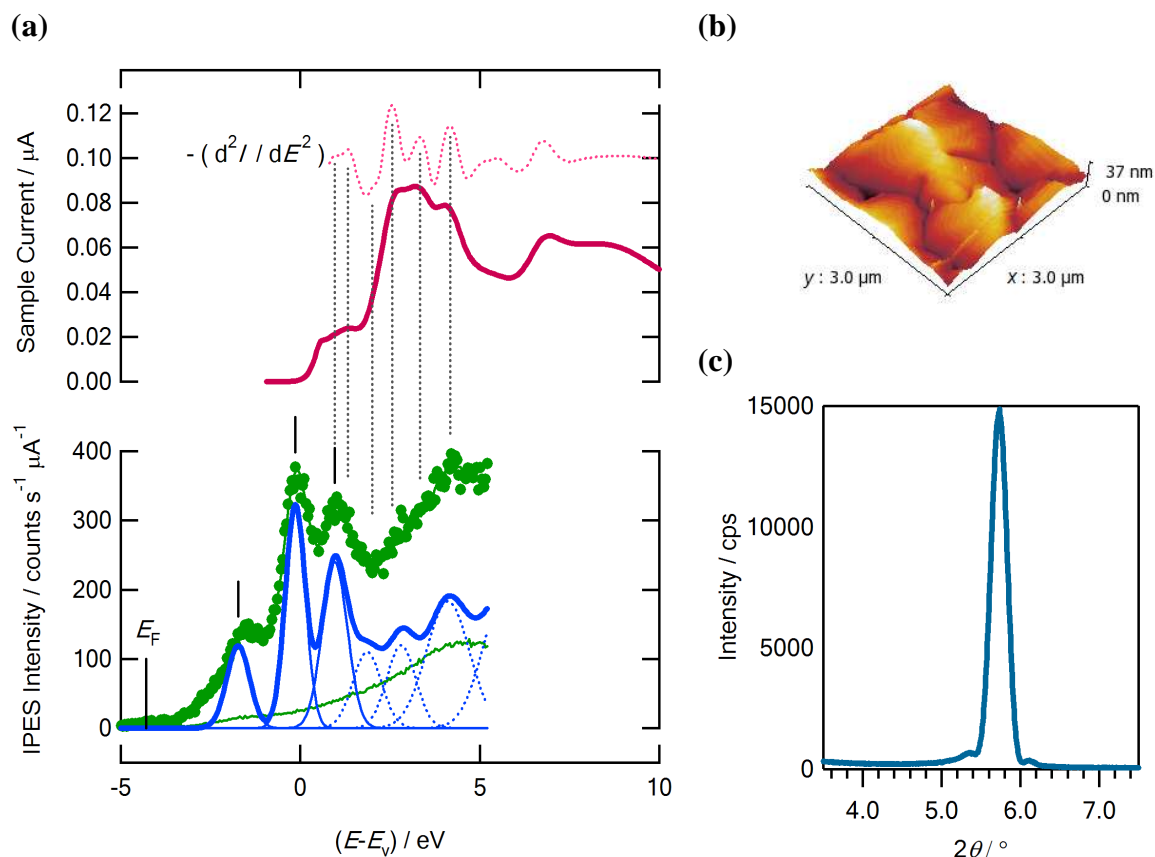 (a)
0.12
0.10
0.08
0.06
0.04
0.02
0.00
Sample Current / μA
- ( d²I / dE² )
400
300
200
100
0
IPES Intensity / counts s⁻¹ μA⁻¹
E_F
-5
0
5
10
(E-E_v) / eV
(b)
37 nm
0 nm
y : 3.0 μm
x : 3.0 μm
(c)
15000
10000
5000
0
Intensity / cps
4.0
5.0
6.0
7.0
2θ / °